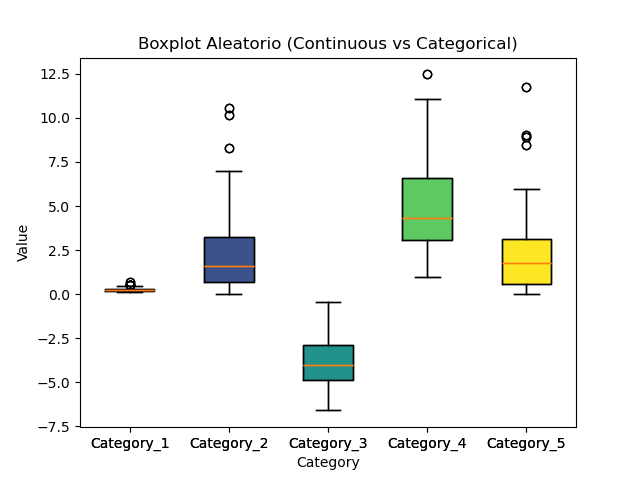 Boxplot Aleatorio (Continuous vs Categorical)
12.5
10.0
7.5
5.0
2.5
0.0
−2.5
−5.0
−7.5
Value
Category_1 Category_2 Category_3 Category_4 Category_5
Category